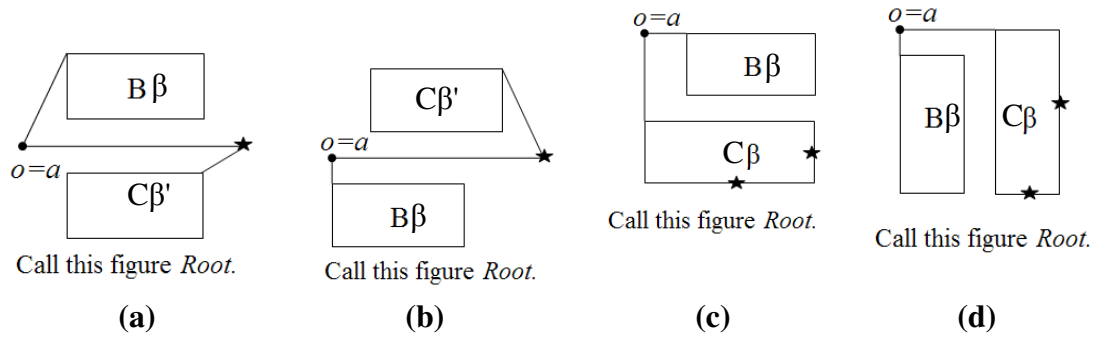 Bβ
o=a
Cβ'
Call this figure Root.
(a)
Cβ'
o=a
Bβ
Call this figure Root.
(b)
o=a
Bβ
Cβ
Call this figure Root.
(c)
o=a
Bβ
Cβ
Call this figure Root.
(d)